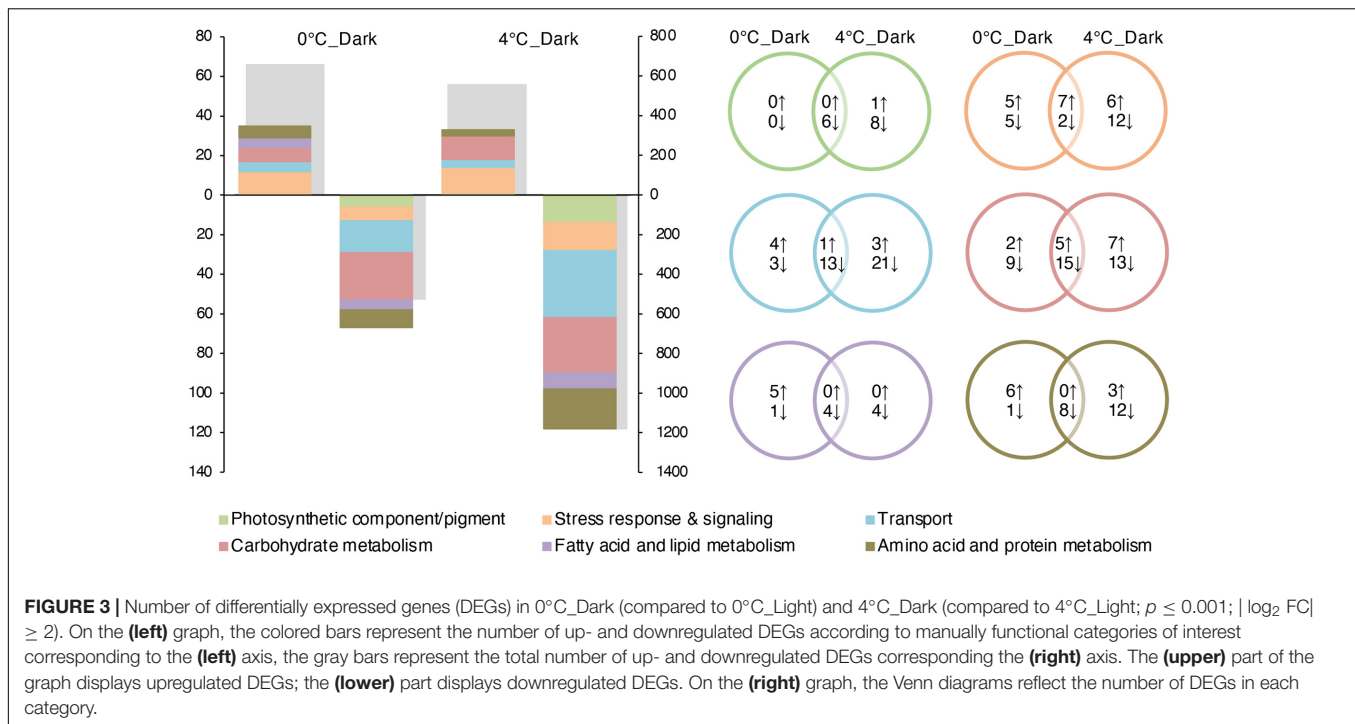 0°C_Dark 4°C_Dark
80 800
60 600
40 400
20 200
0 0
20 200
40 400
60 600
80 800
100 1000
120 1200
140 1400
0°C_Dark 4°C_Dark 0°C_Dark 4°C_Dark
0↑ 0↑ 1↑ 5↑ 7↑ 6↑
0↓ 6↓ 8↓ 5↓ 2↓ 12↓
4↑ 1↑ 3↑ 2↑ 5↑ 7↑
3↓ 13↓ 21↓ 9↓ 15↓ 13↓
5↑ 0↑ 0↑ 6↑ 0↑ 3↑
1↓ 4↓ 4↓ 1↓ 8↓ 12↓
Photosynthetic component/pigment Stress response & signaling Transport
Carbohydrate metabolism Fatty acid and lipid metabolism Amino acid and protein metabolism
FIGURE 3 | Number of differentially expressed genes (DEGs) in 0°C_Dark (compared to 0°C_Light) and 4°C_Dark (compared to 4°C_Light; p ≤ 0.001; | log₂ FC|
≥ 2). On the (left) graph, the colored bars represent the number of up- and downregulated DEGs according to manually functional categories of interest
corresponding to the (left) axis, the gray bars represent the total number of up- and downregulated DEGs corresponding the (right) axis. The (upper) part of the
graph displays upregulated DEGs; the (lower) part displays downregulated DEGs. On the (right) graph, the Venn diagrams reflect the number of DEGs in each
category.